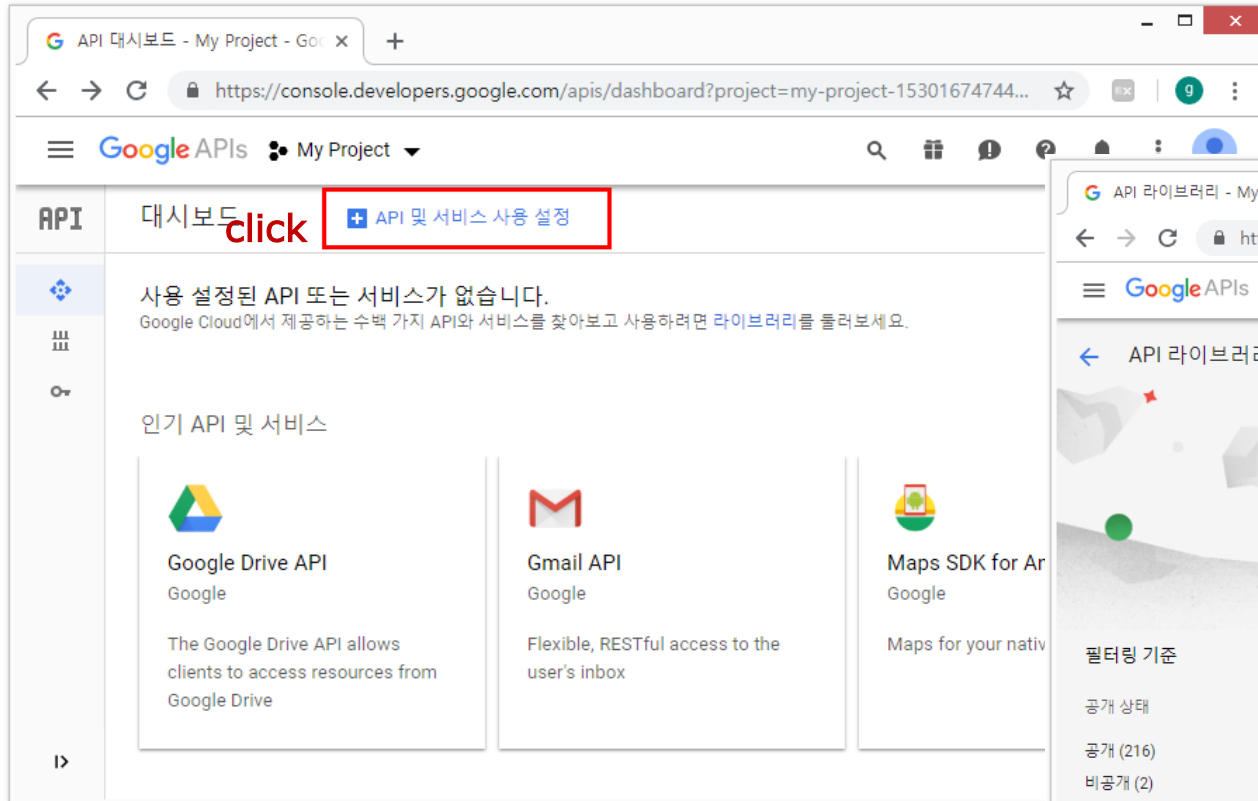 API 대시보드 - My Project - Goo
https://console.developers.google.com/apis/dashboard?project=my-project-15301674744...
EX
g
Google APIs My Project
API
대시보드
click
API 및 서비스 사용 설정
사용 설정된 API 또는 서비스가 없습니다.
Google Cloud에서 제공하는 수백 가지 API와 서비스를 찾아보고 사용하려면 라이브러리를 둘러보세요.
인기 API 및 서비스
Google Drive API
Google
The Google Drive API allows
clients to access resources from
Google Drive
Gmail API
Google
Flexible, RESTful access to the
user's inbox
Maps SDK for An
Google
Maps for your nativ
API 라이브러리 - My
ht
Google APIs
API 라이브러리
필터링 기준
공개 상태
공개 (216)
비공개 (2)